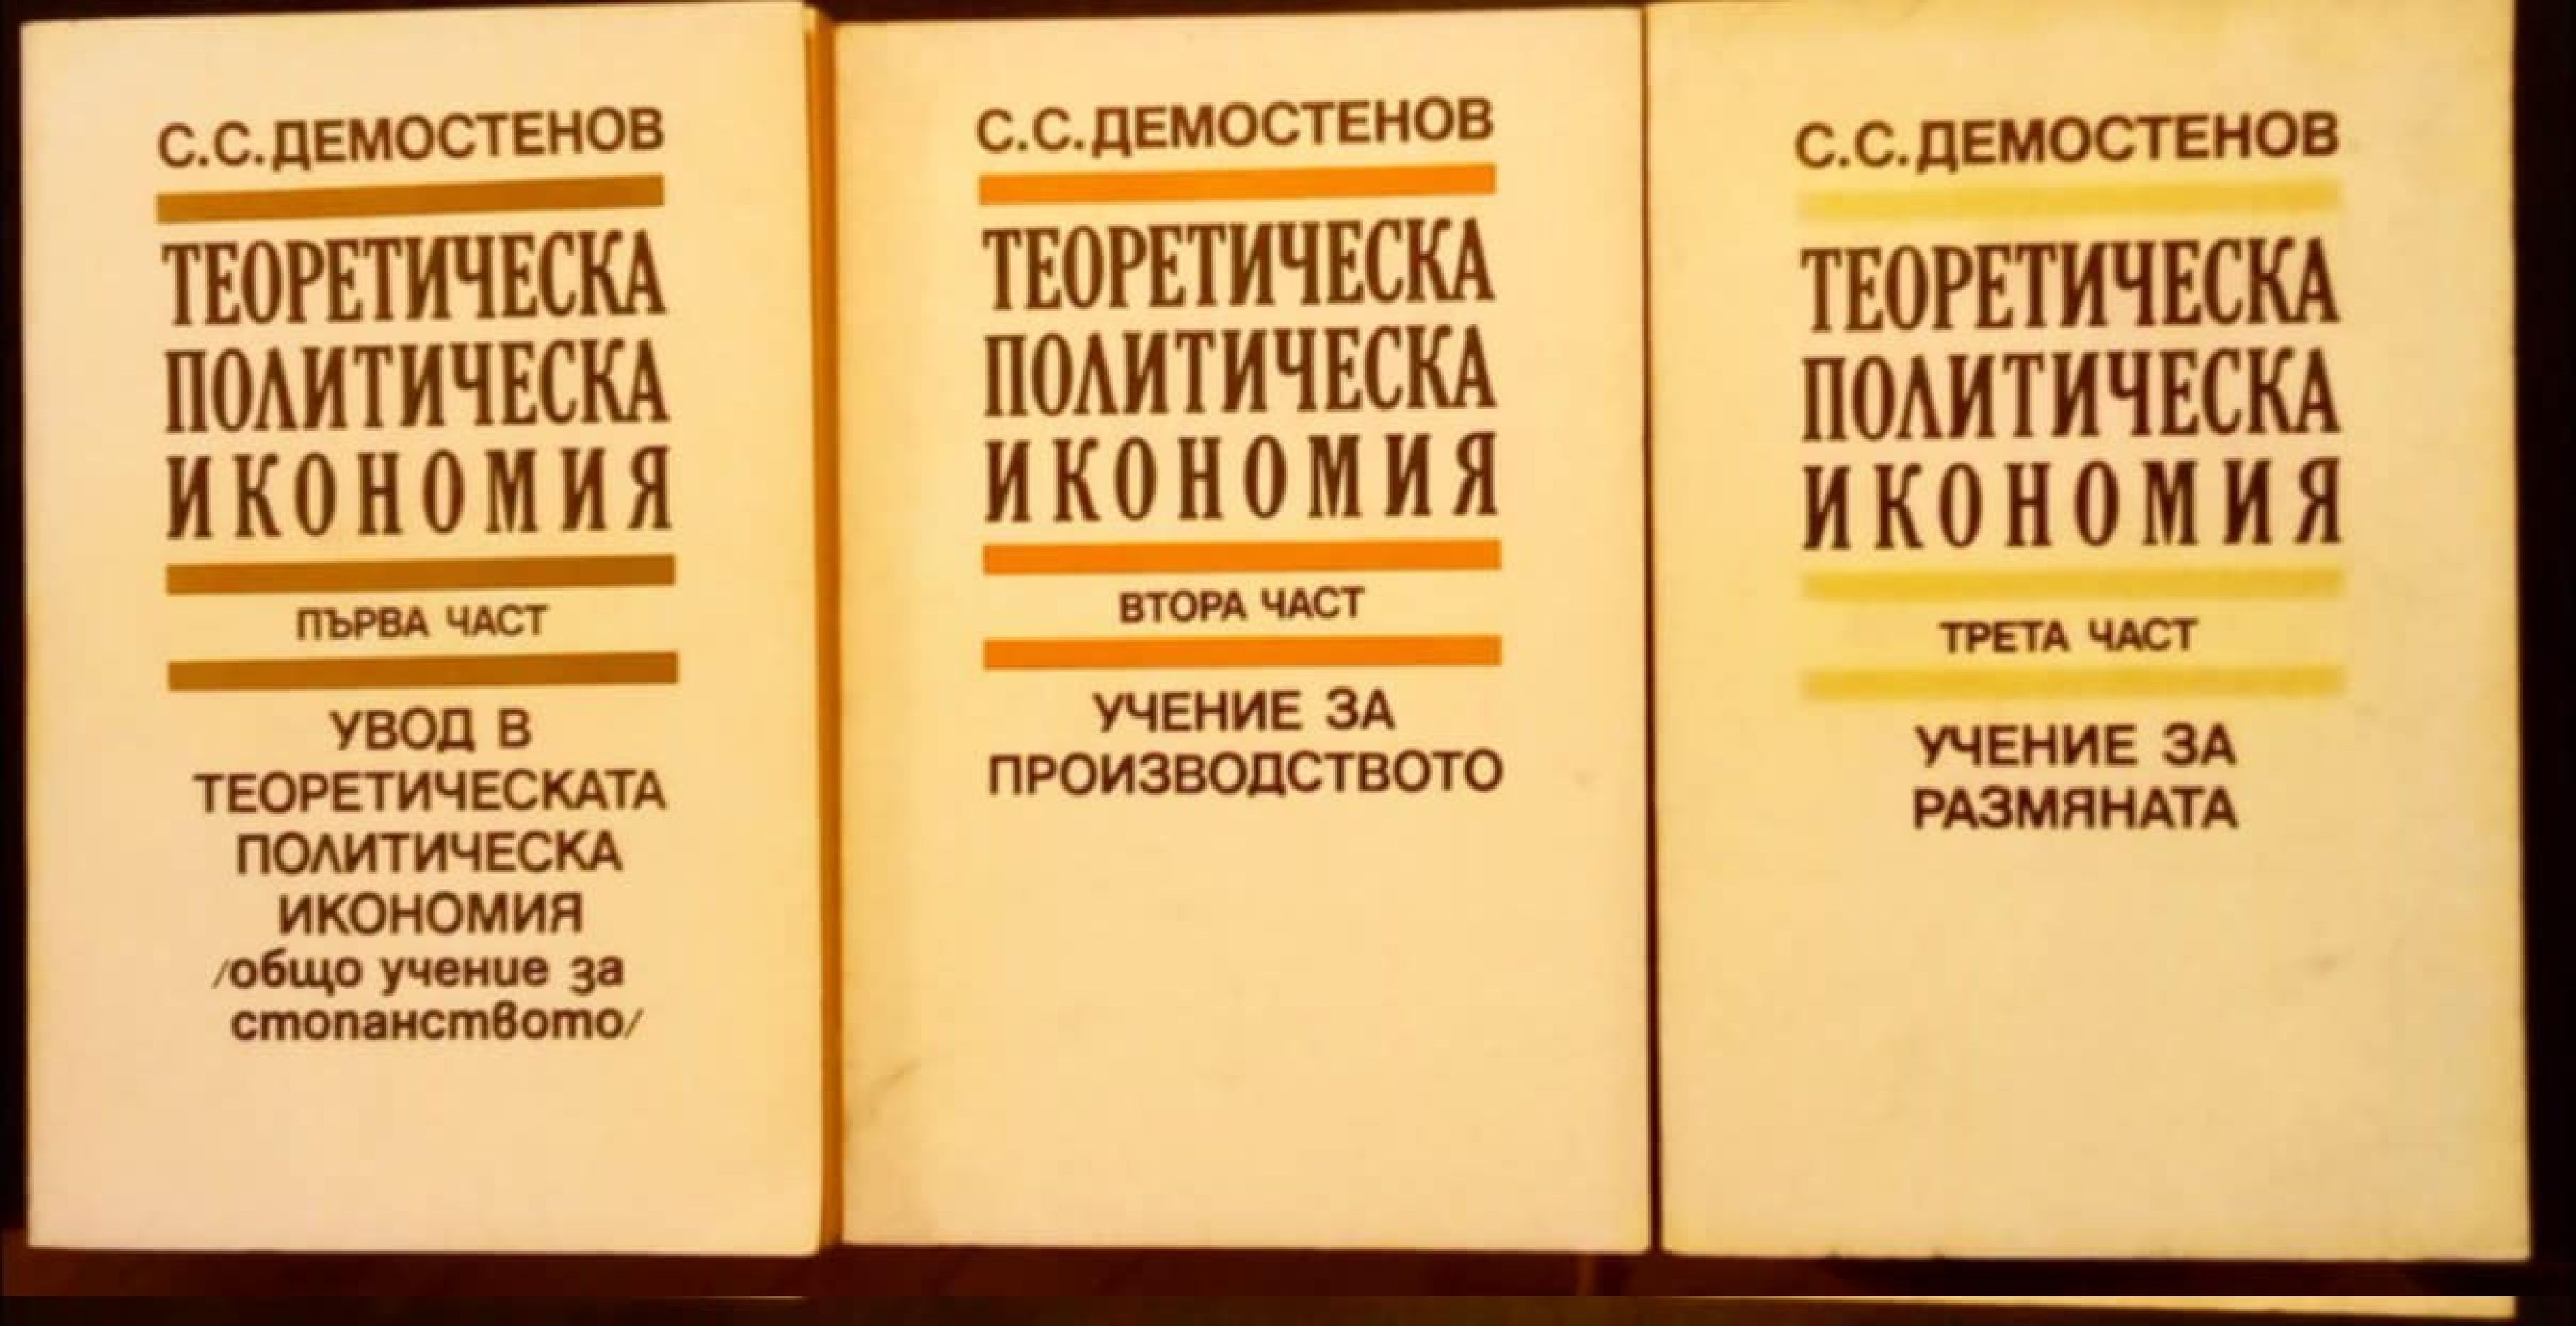 С.С.ДЕМОСТЕНОВ
ТЕОРЕТИЧЕСКА
ПОЛИТИЧЕСКА
ИКОНОМИЯ
ПЪРВА ЧАСТ
УВОД В
ТЕОРЕТИЧЕСКАТА
ПОЛИТИЧЕСКА
ИКОНОМИЯ
/общо учение за
стопанството/
С.С.ДЕМОСТЕНОВ
ТЕОРЕТИЧЕСКА
ПОЛИТИЧЕСКА
ИКОНОМИЯ
ВТОРА ЧАСТ
УЧЕНИЕ ЗА
ПРОИЗВОДСТВОТО
С.С.ДЕМОСТЕНОВ
ТЕОРЕТИЧЕСКА
ПОЛИТИЧЕСКА
ИКОНОМИЯ
ТРЕТА ЧАСТ
УЧЕНИЕ ЗА
РАЗМЯНАТА